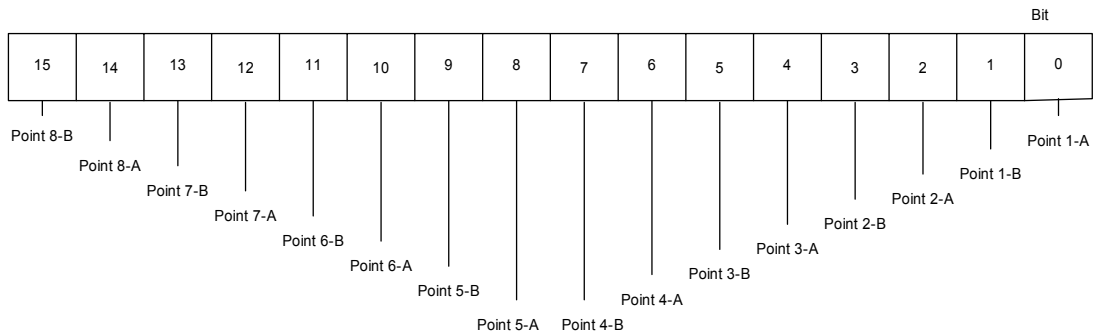 Bit
15 14 13 12 11 10 9 8 7 6 5 4 3 2 1 0
Point 8-B
Point 1-A
Point 8-A
Point 1-B
Point 7-B
Point 2-A
Point 7-A
Point 2-B
Point 6-B
Point 3-A
Point 6-A
Point 3-B
Point 5-B
Point 4-A
Point 5-A
Point 4-B